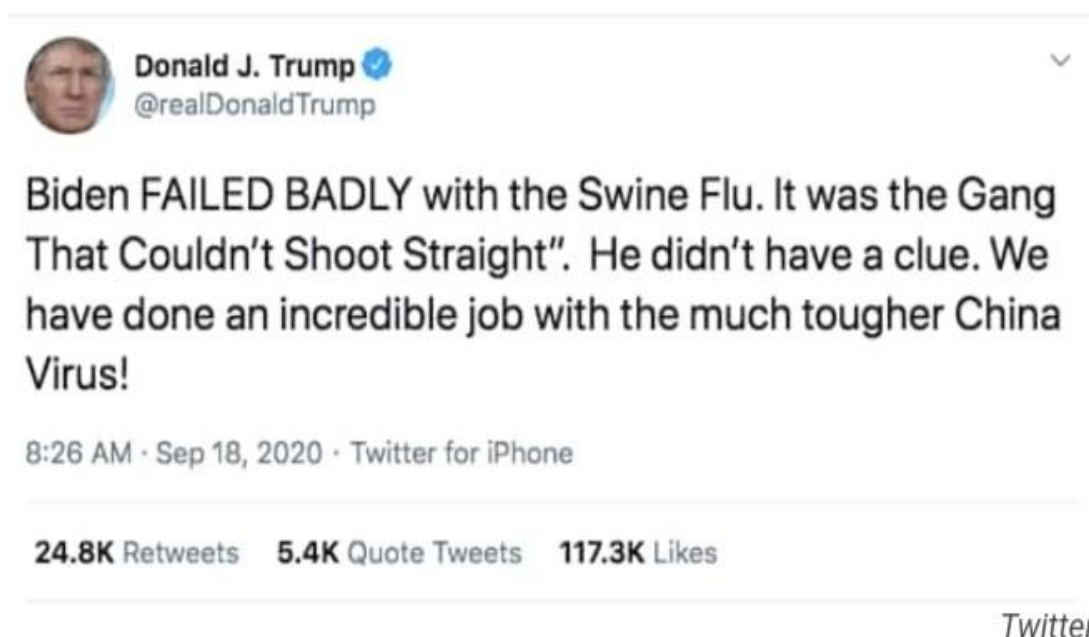 Donald J. Trump
@realDonaldTrump
Biden FAILED BADLY with the Swine Flu. It was the Gang
That Couldn't Shoot Straight”.  He didn't have a clue. We
have done an incredible job with the much tougher China
Virus!
8:26 AM · Sep 18, 2020 · Twitter for iPhone
24.8K Retweets 5.4K Quote Tweets 117.3K Likes
Twitter